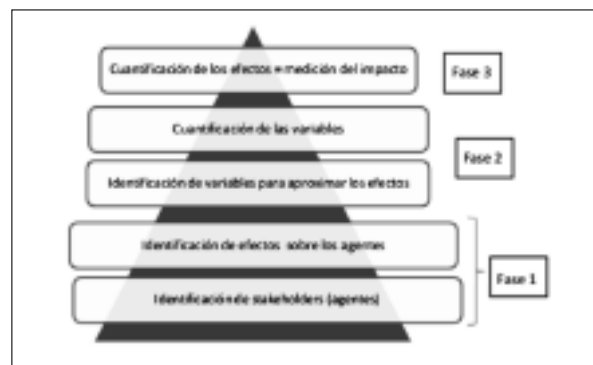 Cuantificación de los efectos = medición del impacto
Fase 3
Cuantificación de las variables
Fase 2
Identificación de variables para aproximar los efectos
Identificación de efectos sobre los agentes
Fase 1
Identificación de stakeholders (agentes)